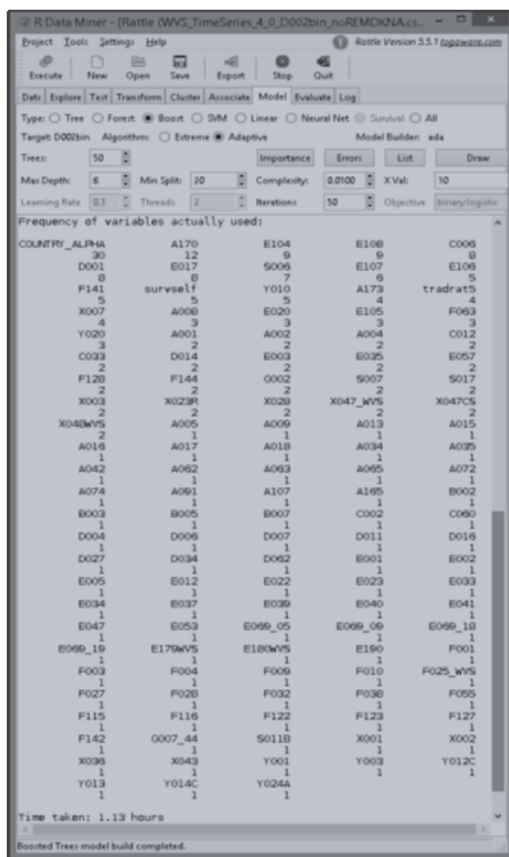 R Data Miner - [Rattle (WVS_TimeSeries_4_0_D002bin_noREMDKNA.cs...
Project Tools Settings Help Rattle Version 5.5.1 togaware.com
Execute New Open Save Export Stop Quit
Data Explore Test Transform Cluster Associate Model Evaluate Log
Type: Tree Forest Boost SVM Linear Neural Net Survival All
Target: D002bin Algorithm: Extreme Adaptive Model Builder: ada
Trees: 50 Importance Errors List Draw
Max Depth: 6 Min Split: 20 Complexity: 0.0100 X Val: 10
Learning Rate 0.3 Threads 2 Iterations 50 Objective binary:logistic
Frequency of variables actually used:
COUNTRY_ALPHA A170 E104 E108 C006
30 12 9 9 8
D001 E017 S006 E107 E106
8 8 7 6 5
F141 survself Y010 A173 tradrat5
5 5 5 4 4
X007 A008 E020 E105 F063
4 3 3 3 3
Y020 A001 A002 A004 C012
3 2 2 2 2
C033 D014 E003 E035 E057
2 2 2 2 2
F128 F144 G002 S007 S017
2 2 2 2 2
X003 X023R X028 X047_WVS X047CS
2 2 2 2 2
X048WVS A005 A009 A013 A015
2 1 1 1 1
A016 A017 A018 A034 A035
1 1 1 1 1
A042 A062 A063 A065 A072
1 1 1 1 1
A074 A091 A107 A165 B002
1 1 1 1 1
B003 B005 B007 C002 C060
1 1 1 1 1
D004 D006 D007 D011 D016
1 1 1 1 1
D027 D034 D062 E001 E002
1 1 1 1 1
E005 E012 E022 E023 E033
1 1 1 1 1
E034 E037 E039 E040 E041
1 1 1 1 1
E047 E053 E069_05 E069_09 E069_18
1 1 1 1 1
E069_19 E179WVS E180WVS E190 F001
1 1 1 1 1
F003 F004 F009 F010 F025_WVS
1 1 1 1 1
F027 F028 F032 F038 F055
1 1 1 1 1
F115 F116 F122 F123 F127
1 1 1 1 1
F142 G007_44 S011B X001 X002
1 1 1 1 1
X036 X043 Y001 Y003 Y012C
1 1 1 1 1
Y013 Y014C Y024A
1 1 1
Time taken: 1.13 hours
Boosted Trees model build completed.